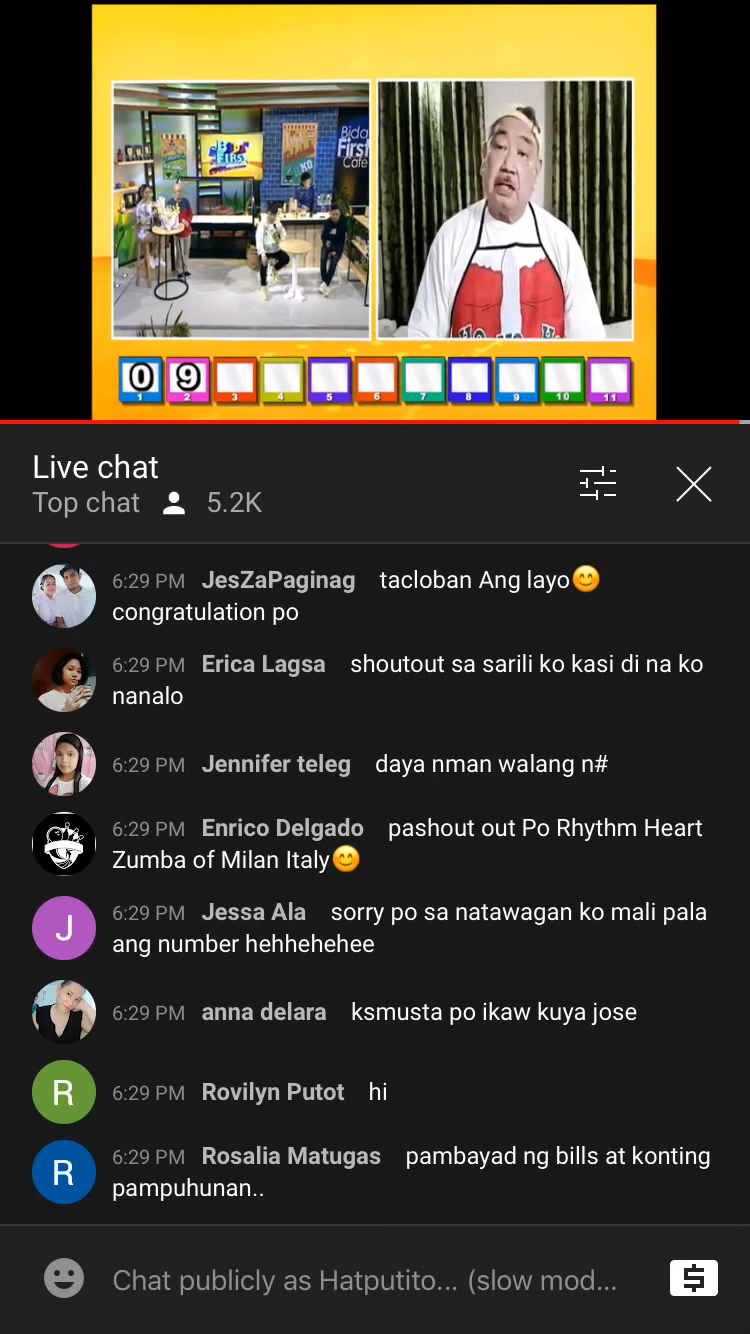 Bida
First
Cafe
BIDA
FIRST
KO
HO HO HO
0 9
1 2 3 4 5 6 7 8 9 10 11
Live chat
Top chat 5.2K
6:29 PM JesZaPaginag tacloban Ang layo😊
congratulation po
6:29 PM Erica Lagsa shoutout sa sarili ko kasi di na ko
nanalo
6:29 PM Jennifer teleg daya nman walang n#
6:29 PM Enrico Delgado pashout out Po Rhythm Heart
Zumba of Milan Italy😊
J 6:29 PM Jessa Ala sorry po sa natawagan ko mali pala
ang number hehhehehee
6:29 PM anna delara ksmusta po ikaw kuya jose
R 6:29 PM Rovilyn Putot hi
R 6:29 PM Rosalia Matugas pambayad ng bills at konting
pampuhunan..
Chat publicly as Hatputito... (slow mod...
$